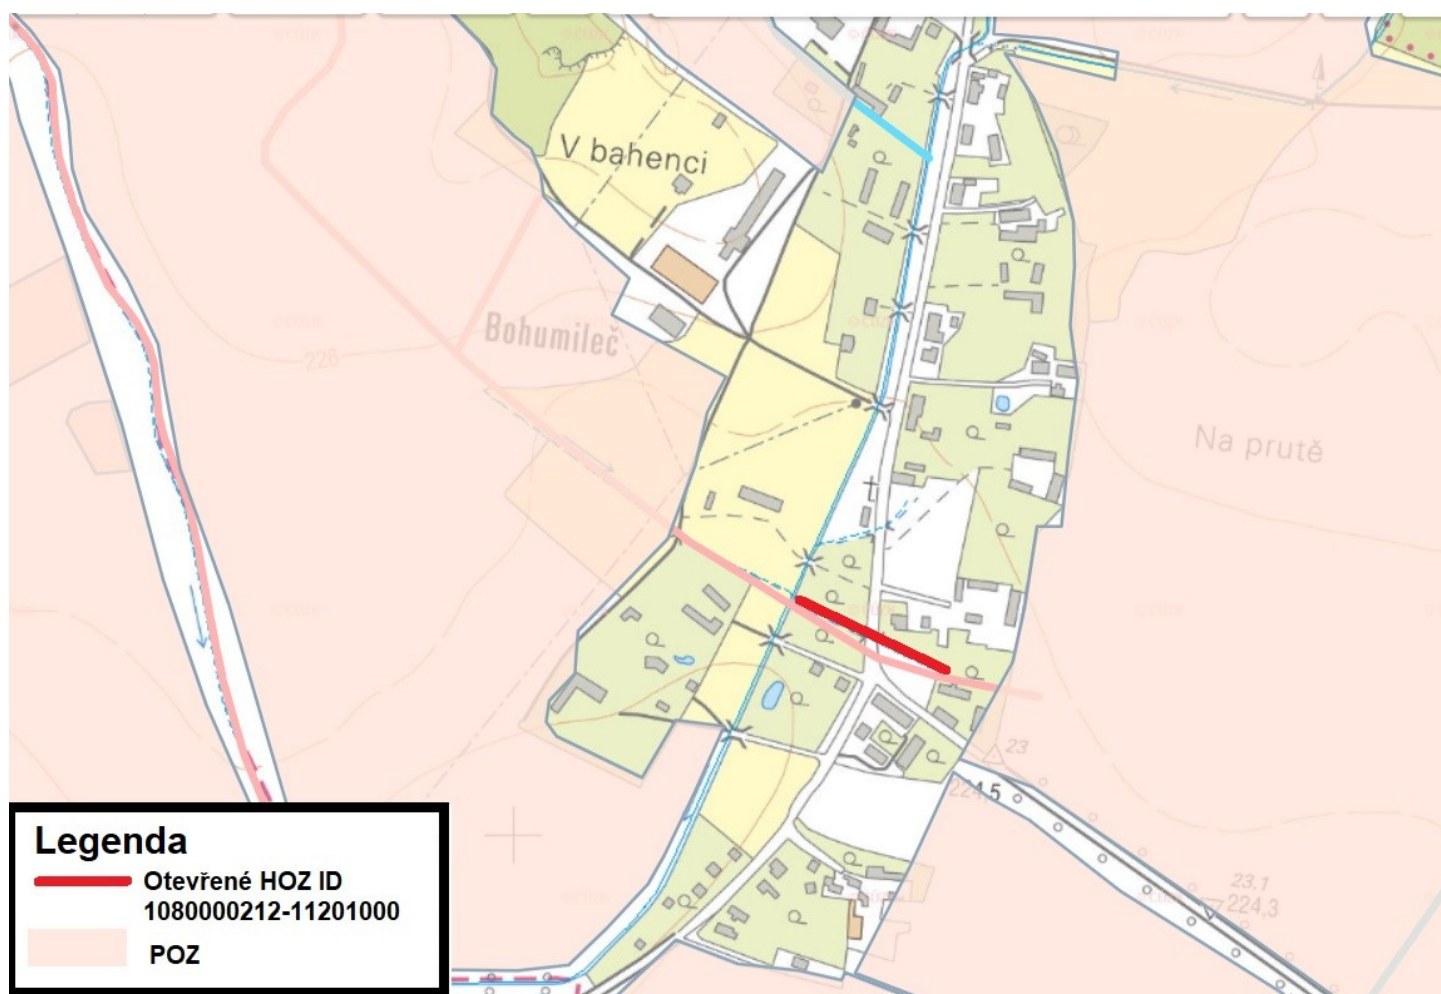 V bahenci
Bohumileč
226
Na prutě
23
224,5
23.1
224,3
Legenda
Otevřené HOZ ID
1080000212-11201000
POZ